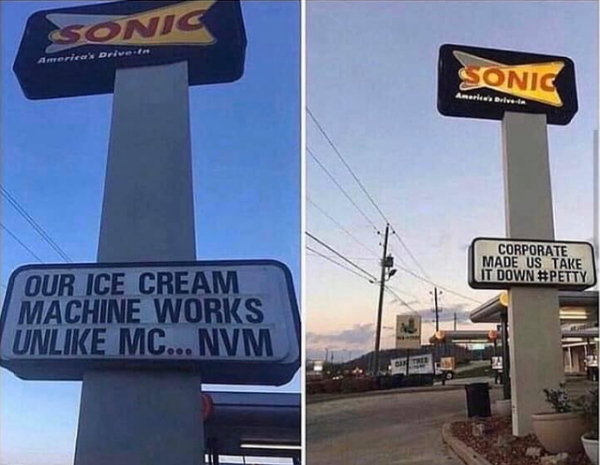 SONIC
America's Drive-In
OUR ICE CREAM
MACHINE WORKS
UNLIKE MC... NVM
SONIC
America's Drive-In
CORPORATE
MADE US TAKE
IT DOWN #PETTY